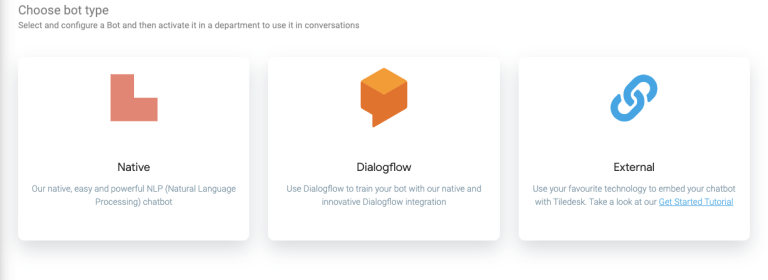 Choose bot type
Select and configure a Bot and then activate it in a department to use it in conversations
Native
Our native, easy and powerful NLP (Natural Language
Processing) chatbot
Dialogflow
Use Dialogflow to train your bot with our native and
innovative Dialogflow integration
External
Use your favourite technology to embed your chatbot
with Tiledesk. Take a look at our Get Started Tutorial